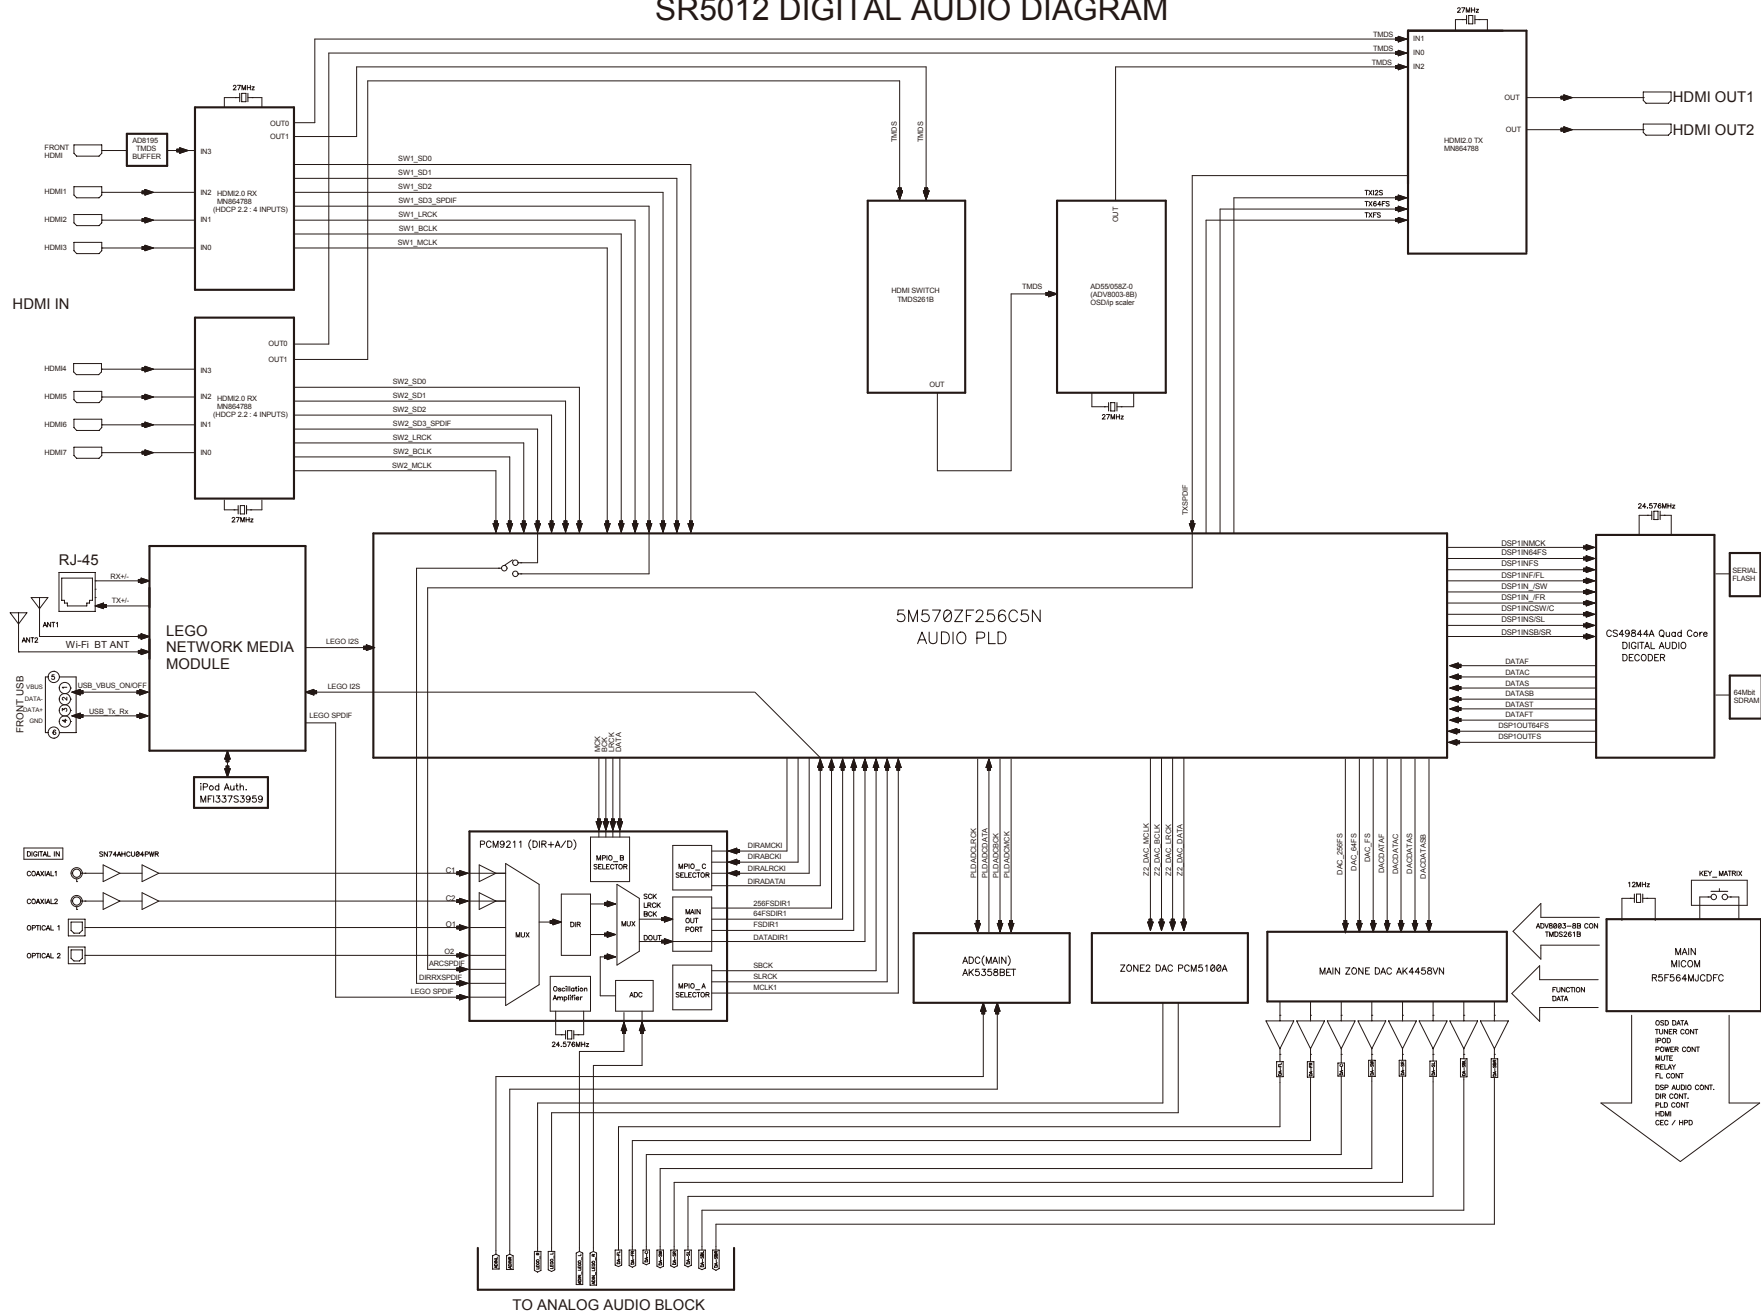 SR5012 DIGITAL AUDIO DIAGRAM
27MHz
TMDS
IN1
TMDS
IN0
TMDS
IN2
OUT
HDMI OUT1
OUT
HDMI OUT2
HDMI2.0 TX
MN864788
TXI2S
TX64FS
TXFS
27MHz
OUT0
OUT1
FRONT
HDMI
AD8195
TMDS
BUFFER
IN3
HDMI1
IN2
HDMI2.0 RX
MN864788
(HDCP 2.2 : 4 INPUTS)
HDMI2
IN1
HDMI3
IN0
SW1_SD0
SW1_SD1
SW1_SD2
SW1_SD3_SPDIF
SW1_LRCK
SW1_BCLK
SW1_MCLK
TMDS
TMDS
HDMI SWITCH
TMDS261B
OUT
TMDS
OUT
AD55/058Z-0
(ADV8003-8B)
OSD/ip scaler
27MHz
HDMI IN
OUT0
OUT1
HDMI4
IN3
HDMI5
IN2
HDMI2.0 RX
MN864788
(HDCP 2.2 : 4 INPUTS)
HDMI6
IN1
HDMI7
IN0
27MHz
SW2_SD0
SW2_SD1
SW2_SD2
SW2_SD3_SPDIF
SW2_LRCK
SW2_BCLK
SW2_MCLK
TXSPDIF
RJ-45
RX+/-
TX+/-
ANT1
ANT2
Wi-Fi BT ANT
LEGO
NETWORK MEDIA
MODULE
FRONT USB
VBUS
DATA-
DATA+
GND
5
1
2
3
4
6
USB_VBUS_ON/OFF
USB_Tx_Rx
LEGO I2S
LEGO I2S
LEGO SPDIF
iPod Auth.
MFI337S3959
5M570ZF256C5N
AUDIO PLD
24.576MHz
DSP1INMCK
DSP1IN64FS
DSP1INFS
DSP1INF/FL
DSP1IN_/SW
DSP1IN_/FR
DSP1INCSW/C
DSP1INS/SL
DSP1INSB/SR
DATAF
DATAC
DATAS
DATASB
DATAST
DATAFT
DSP1OUT64FS
DSP1OUTFS
CS49844A Quad Core
DIGITAL AUDIO
DECODER
SERIAL
FLASH
64Mbit
SDRAM
MCK
BCK
LRCK
DATA
DIGITAL IN
SN74AHCU04PWR
COAXIAL1
COAXIAL2
OPTICAL 1
OPTICAL 2
C1
C2
O1
O2
ARCSPDIF
DIRRXSPDIF
LEGO SPDIF
PCM9211 (DIR+A/D)
MPIO_B
SELECTOR
MPIO_C
SELECTOR
MUX
DIR
MUX
SCK
LRCK
BCK
DOUT
MAIN
OUT
PORT
Oscillation
Amplifier
ADC
MPIO_A
SELECTOR
24.576MHz
DIRAMCKI
DIRABCKI
DIRALRCKI
DIRADATAI
256FSDIR1
64FSDIR1
FSDIR1
DATADIR1
SBCK
SLRCK
MCLK1
PLDADCLRCK
PLDADCDATA
PLDADCBCK
PLDADCMCK
ADC(MAIN)
AK5358BET
Z2_DAC_MCLK
Z2_DAC_BCLK
Z2_DAC_LRCK
Z2_DAC_DATA
ZONE2 DAC PCM5100A
DAC_256FS
DAC_64FS
DAC_FS
DACDATAF
DACDATAC
DACDATAS
DACDATASB
MAIN ZONE DAC AK4458VN
12MHz
KEY_MATRIX
ADV8003-8B CON
TMDS261B
FUNCTION
DATA
MAIN
MICOM
R5F564MJCDFC
OSD DATA
TUNER CONT
IPOD
POWER CONT
MUTE
RELAY
FL CONT
DSP AUDIO CONT.
DIR CONT.
PLD CONT
HDMI
CEC / HPD
TO ANALOG AUDIO BLOCK